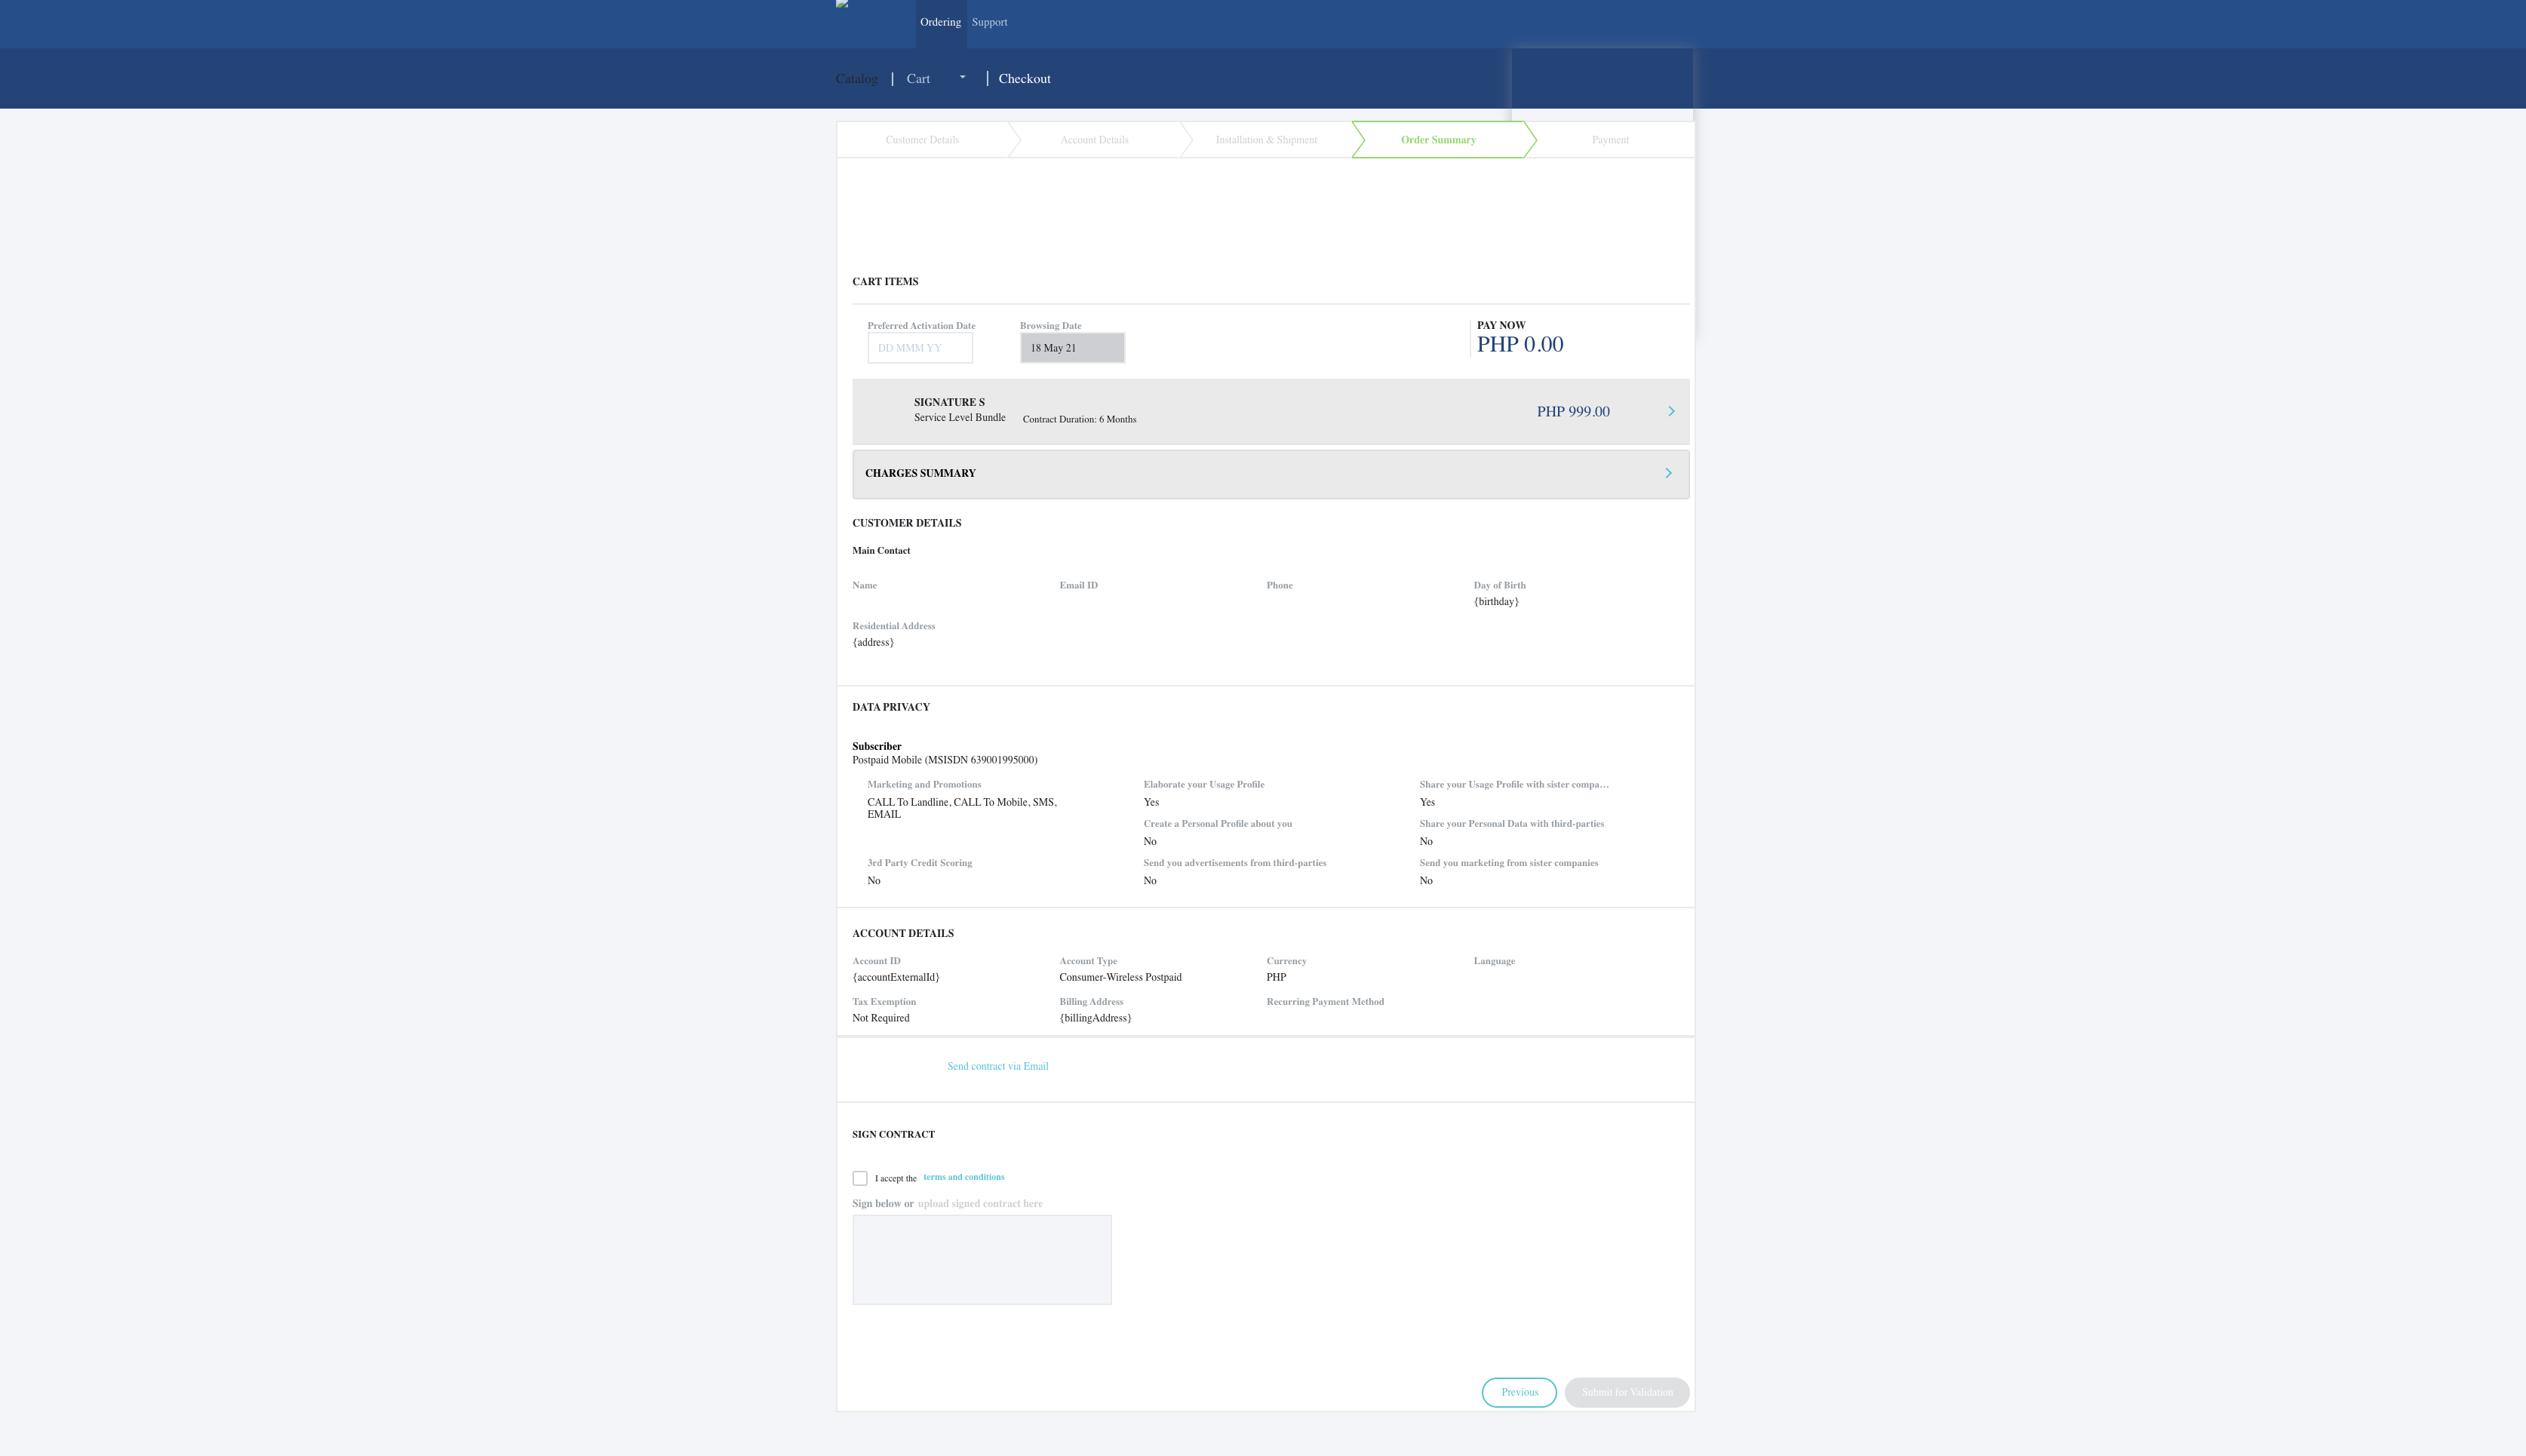 Ordering Support
Catalog | Cart | Checkout
Customer Details Account Details Installation & Shipment Order Summary Payment
CART ITEMS
Preferred Activation Date Browsing Date PAY NOW
DD MMM YY 18 May 21 PHP 0.00
SIGNATURE S
Service Level Bundle Contract Duration: 6 Months PHP 999.00
CHARGES SUMMARY
CUSTOMER DETAILS
Main Contact
Name Email ID Phone Day of Birth
{birthday}
Residential Address
{address}
DATA PRIVACY
Subscriber
Postpaid Mobile (MSISDN 639001995000)
Marketing and Promotions Elaborate your Usage Profile Share your Usage Profile with sister compa...
CALL To Landline, CALL To Mobile, SMS, Yes Yes
EMAIL
Create a Personal Profile about you Share your Personal Data with third-parties
No No
3rd Party Credit Scoring Send you advertisements from third-parties Send you marketing from sister companies
No No No
ACCOUNT DETAILS
Account ID Account Type Currency Language
{accountExternalId} Consumer-Wireless Postpaid PHP
Tax Exemption Billing Address Recurring Payment Method
Not Required {billingAddress}
Send contract via Email
SIGN CONTRACT
I accept the terms and conditions
Sign below or upload signed contract here
Previous Submit for Validation